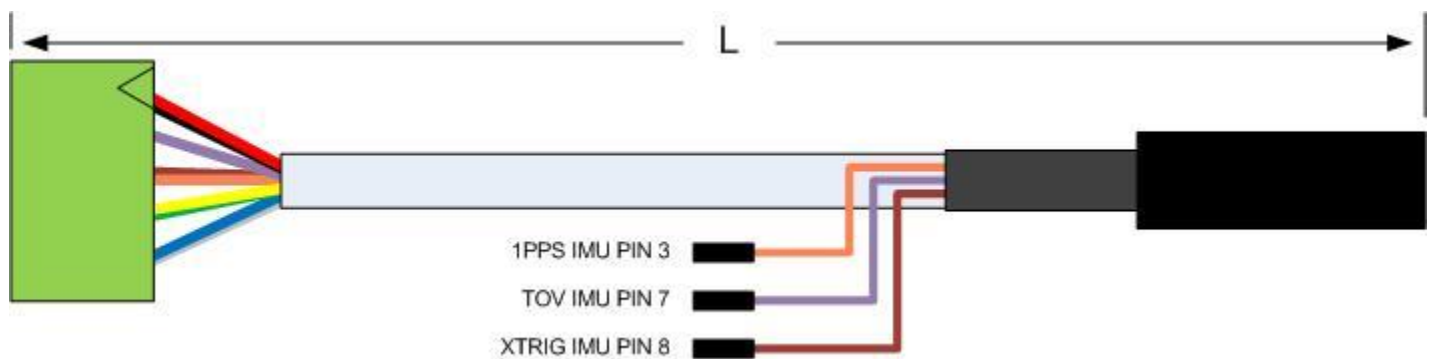 L
1PPS IMU PIN 3
TOV IMU PIN 7
XTRIG IMU PIN 8